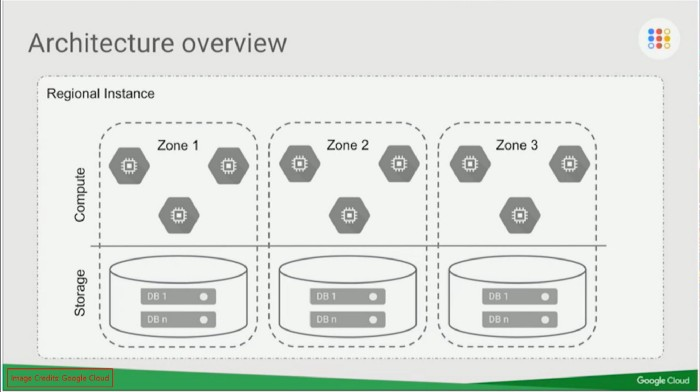 Architecture overview
Regional Instance
Zone 1
Zone 2
Zone 3
Compute
Storage
DB 1
DB n
DB 1
DB n
DB 1
DB n
Image Credits: Google Cloud
Google Cloud